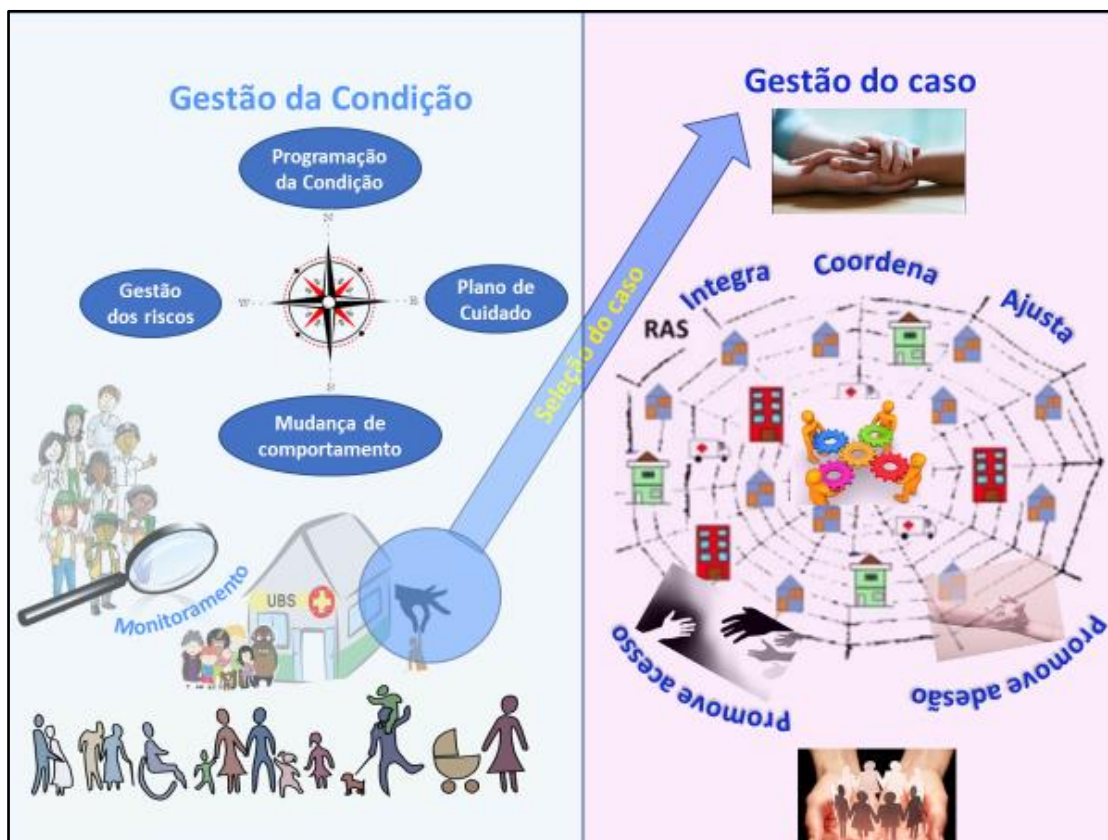 Gestão da Condição
Programação
da Condição
N
Gestão
dos riscos
W
E
Plano de
Cuidado
S
Mudança de
comportamento
Monitoramento
UBS
Seleção do caso
Gestão do caso
RAS
Integra
Coordena
Ajusta
Promove acesso
Promove adesão